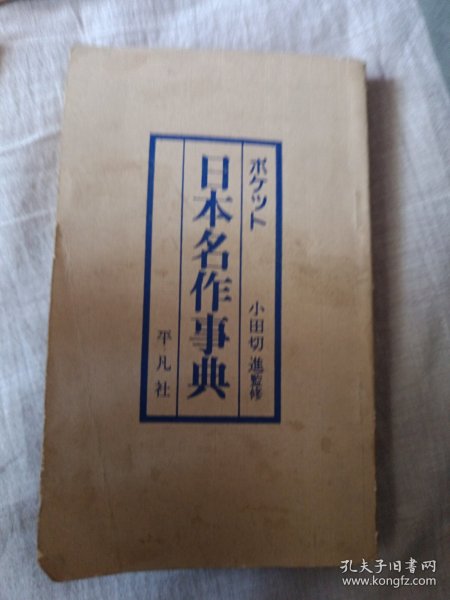 ポケット
小田切進監修
日本名作事典
平凡社
孔夫子旧书网
www.kongfz.com